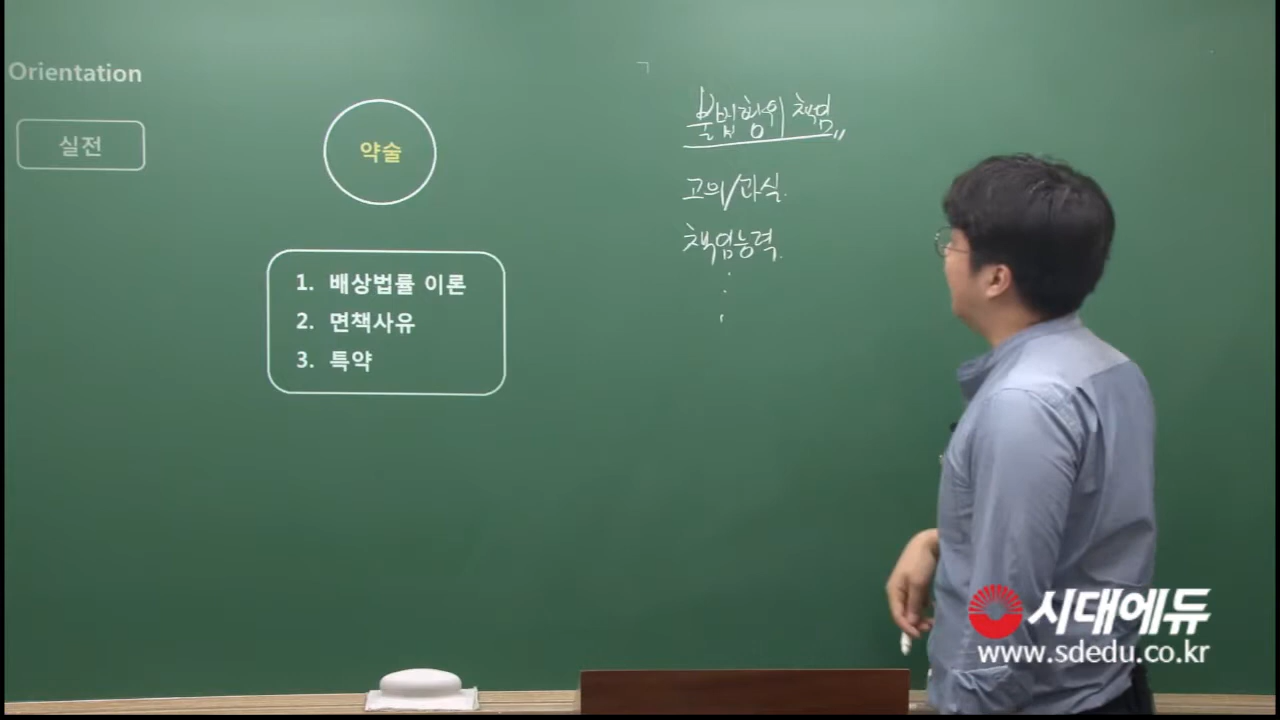 Orientation
실전
약술
1. 배상법률 이론
2. 면책사유
3. 특약
불법행위 책임
고의/과실.
책임능력.
시대에듀
www.sdedu.co.kr